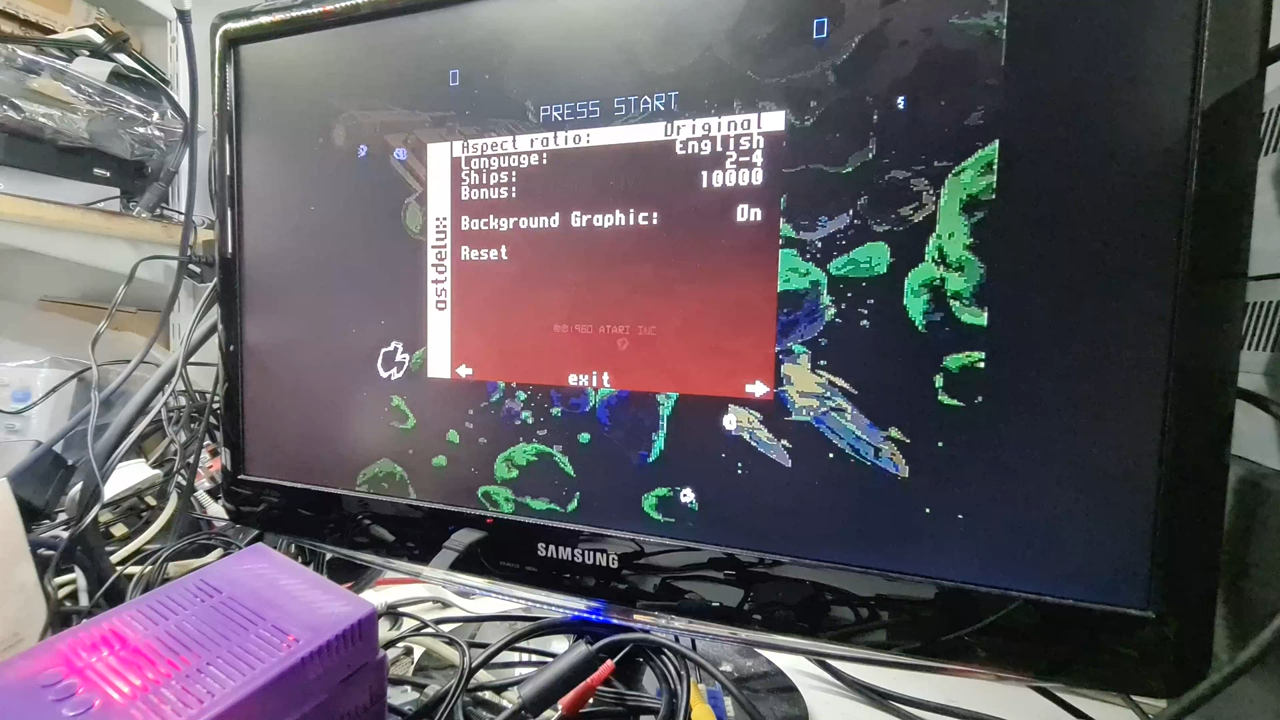 PRESS START
Aspect ratio: Original
Language: English
Ships: 2-4
Bonus: 10000
Background Graphic: On
Reset
astdelux
©1980 ATARI INC
exit
SAMSUNG